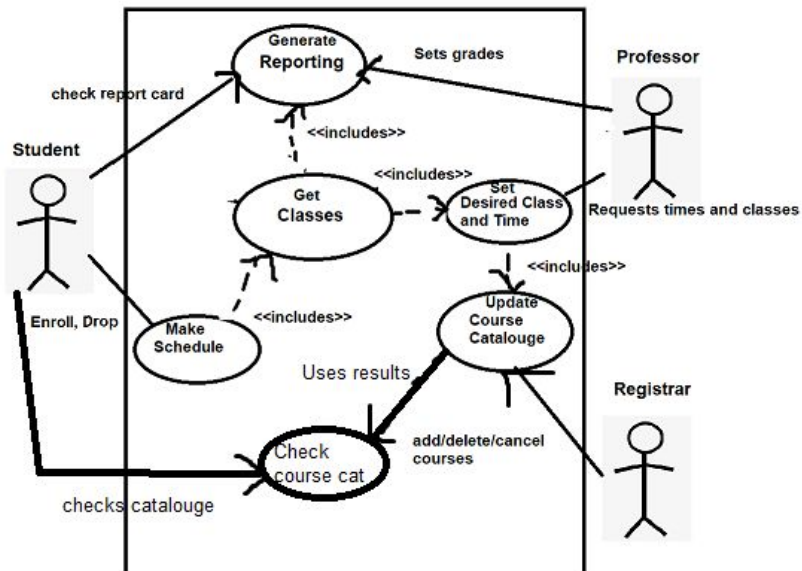 Generate
Reporting
Sets grades
Professor
check report card
<<includes>>
Student
<<includes>>
Get
Classes
Set
Desired Class
and Time
Requests times and classes
<<includes>>
Enroll, Drop
Make
Schedule
<<includes>>
Update
Course
Catalouge
Uses results
Registrar
Check
course cat
add/delete/cancel
courses
checks catalouge